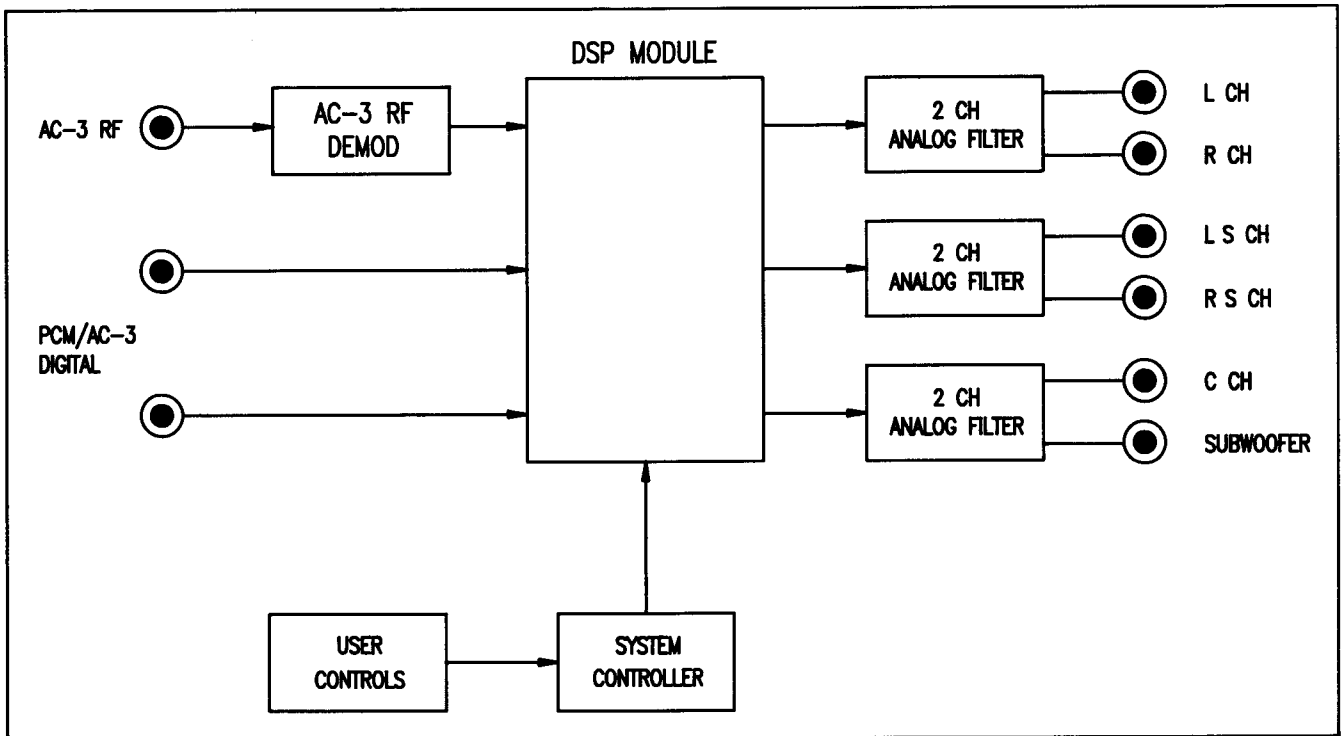 DSP MODULE
AC-3 RF
AC-3 RF
DEMOD
2 CH
ANALOG FILTER
L CH
R CH
2 CH
ANALOG FILTER
L S CH
R S CH
PCM/AC-3
DIGITAL
2 CH
ANALOG FILTER
C CH
SUBWOOFER
USER
CONTROLS
SYSTEM
CONTROLLER